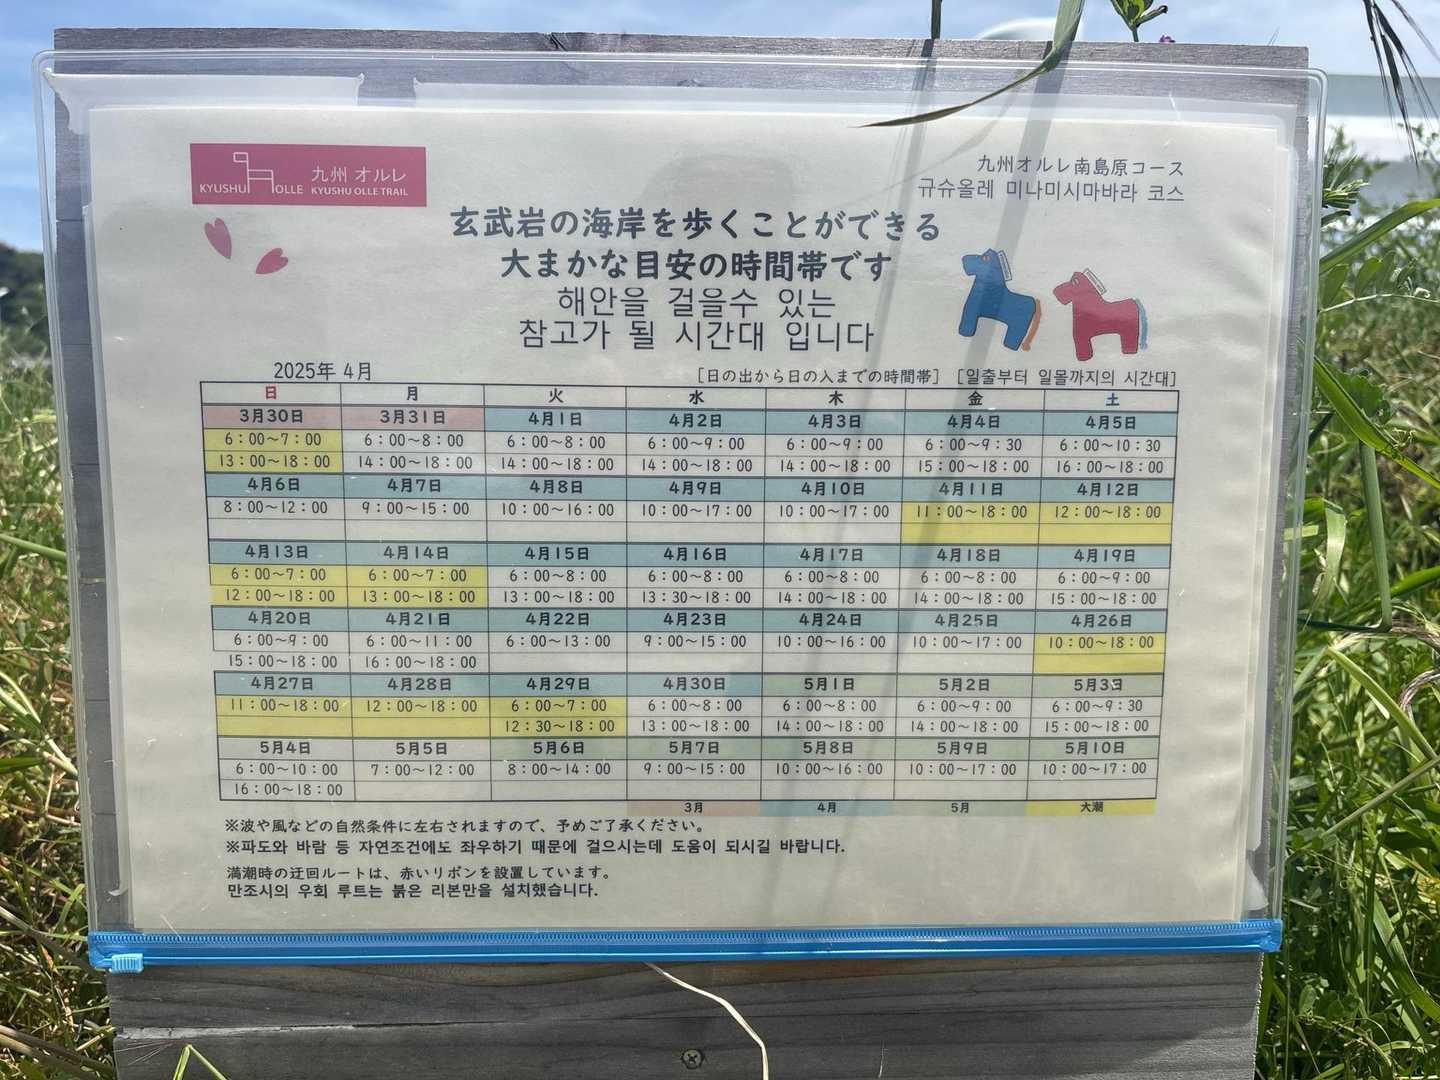 KYUSHU OLLE 九州 オルレ
KYUSHU OLLE TRAIL
九州オルレ南島原コース
규슈올레 미나미시마바라 코스
玄武岩の海岸を歩くことができる
大まかな目安の時間帯です
해안을 걸을수 있는
참고가 될 시간대 입니다
2025年 4月 [日の出から日の入までの時間帯] [일출부터 일몰까지의 시간대]
日 月 火 水 木 金 土
3月30日 3月31日 4月1日 4月2日 4月3日 4月4日 4月5日
6:00~7:00 6:00~8:00 6:00~8:00 6:00~9:00 6:00~9:00 6:00~9:30 6:00~10:30
13:00~18:00 14:00~18:00 14:00~18:00 14:00~18:00 14:00~18:00 15:00~18:00 16:00~18:00
4月6日 4月7日 4月8日 4月9日 4月10日 4月11日 4月12日
8:00~12:00 9:00~15:00 10:00~16:00 10:00~17:00 10:00~17:00 11:00~18:00 12:00~18:00
4月13日 4月14日 4月15日 4月16日 4月17日 4月18日 4月19日
6:00~7:00 6:00~7:00 6:00~8:00 6:00~8:00 6:00~8:00 6:00~8:00 6:00~9:00
12:00~18:00 13:00~18:00 13:00~18:00 13:30~18:00 14:00~18:00 14:00~18:00 15:00~18:00
4月20日 4月21日 4月22日 4月23日 4月24日 4月25日 4月26日
6:00~9:00 6:00~11:00 6:00~13:00 9:00~15:00 10:00~16:00 10:00~17:00 10:00~18:00
15:00~18:00 16:00~18:00
4月27日 4月28日 4月29日 4月30日 5月1日 5月2日 5月3日
11:00~18:00 12:00~18:00 6:00~7:00 6:00~8:00 6:00~8:00 6:00~9:00 6:00~9:30
12:30~18:00 13:00~18:00 14:00~18:00 14:00~18:00 15:00~18:00
5月4日 5月5日 5月6日 5月7日 5月8日 5月9日 5月10日
6:00~10:00 7:00~12:00 8:00~14:00 9:00~15:00 10:00~16:00 10:00~17:00 10:00~17:00
16:00~18:00
3月 4月 5月 大潮
※波や風などの自然条件に左右されますので、予めご了承ください。
※파도와 바람 등 자연조건에도 좌우하기 때문에 걸으시는데 도움이 되시길 바랍니다.
満潮時の迂回ルートは、赤いリボンを設置しています。
만조시의 우회 루트는 붉은 리본만을 설치했습니다.